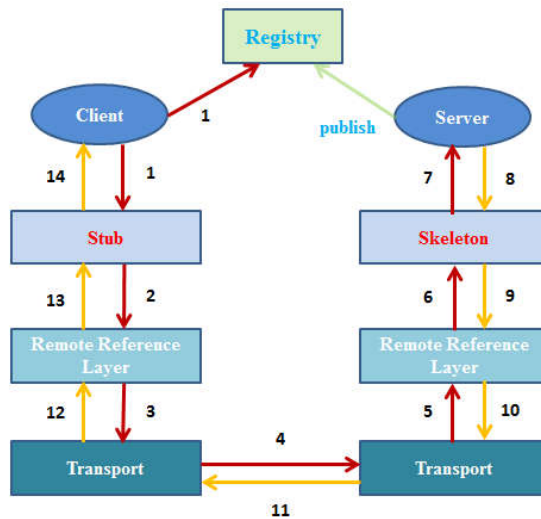 Registry
Client
1
publish
Server
14
1
7
8
Stub
Skeleton
13
2
6
9
Remote Reference
Layer
Remote Reference
Layer
12
3
5
10
4
Transport
Transport
11